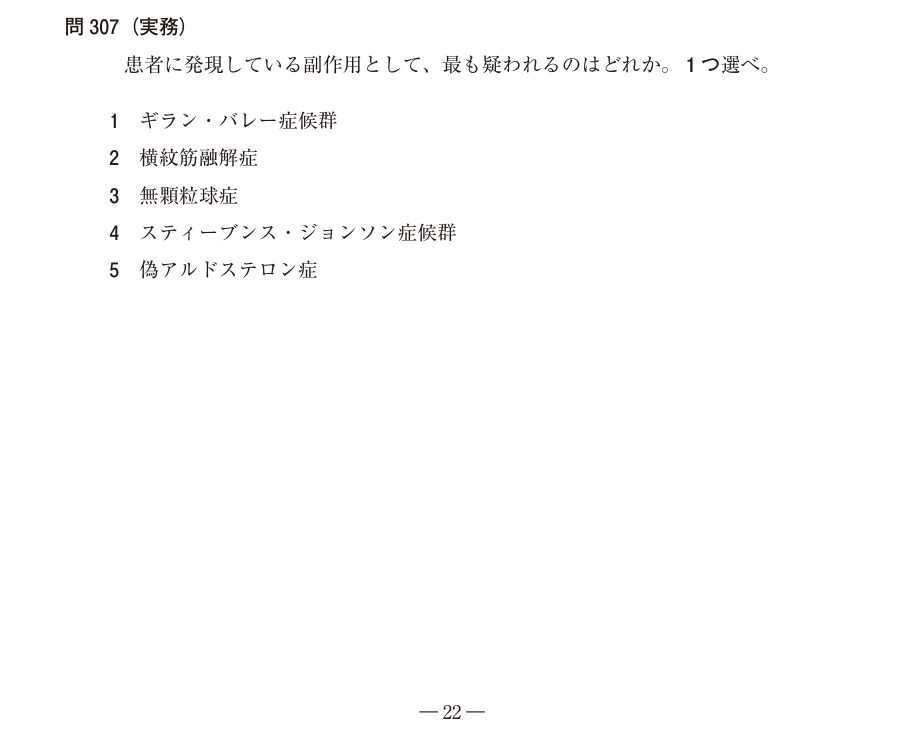 問 307（実務）
患者に発現している副作用として、最も疑われるのはどれか。1つ選べ。
1 ギラン・バレー症候群
2 横紋筋融解症
3 無顆粒球症
4 スティーブンス・ジョンソン症候群
5 偽アルドステロン症
― 22 ―